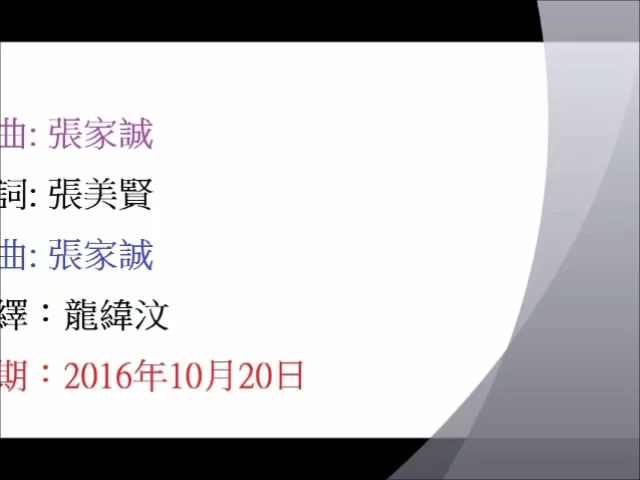 曲: 張家誠
詞: 張美賢
曲: 張家誠
繹：龍緯汶
期：2016年10月20日